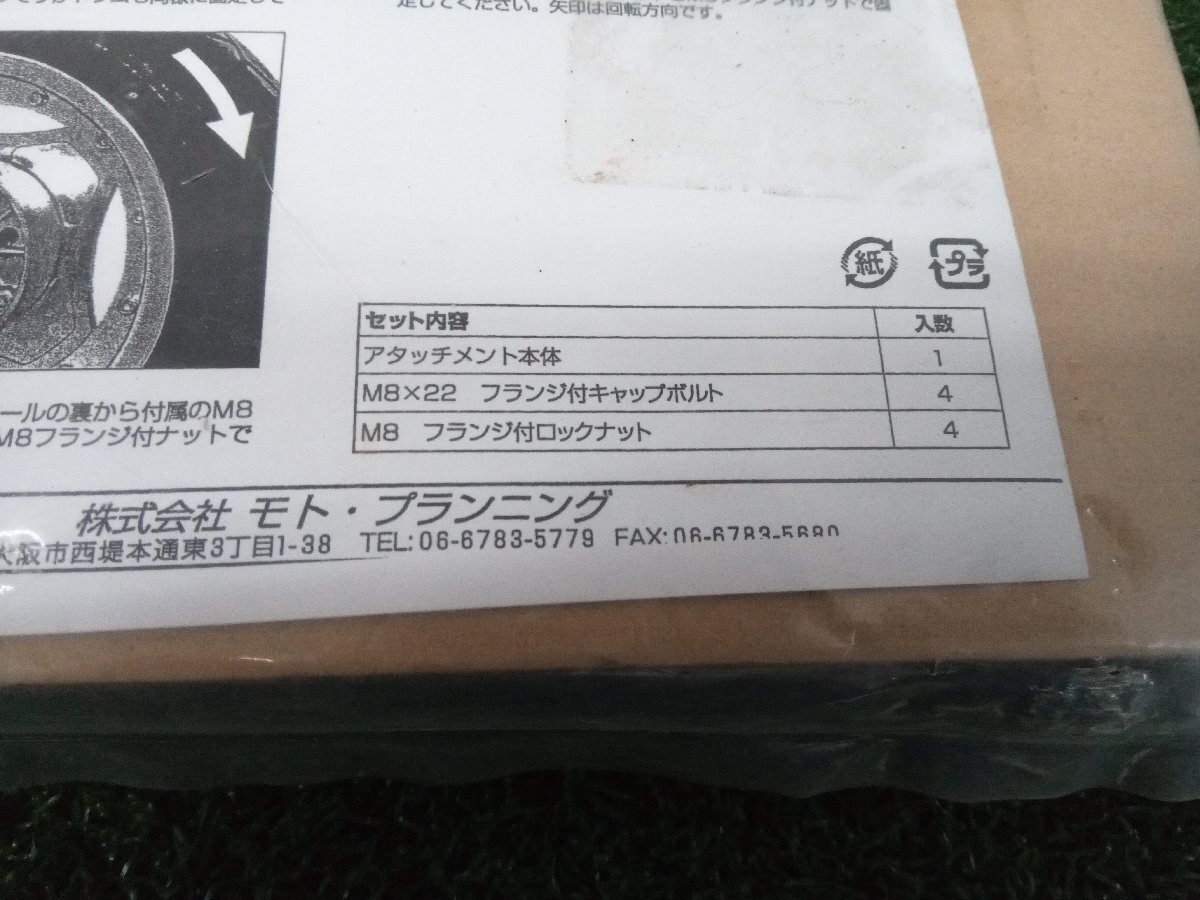 定してください。矢印は回転方向です。
紙
プラ
セット内容 入数
アタッチメント本体 1
M8×22 フランジ付キャップボルト 4
M8 フランジ付ロックナット 4
ールの裏から付属のM8
M8フランジ付ナットで
株式会社 モト・プランニング
大阪市西堤本通東3丁目1-38 TEL:06-6783-5779 FAX:06-6783-5680